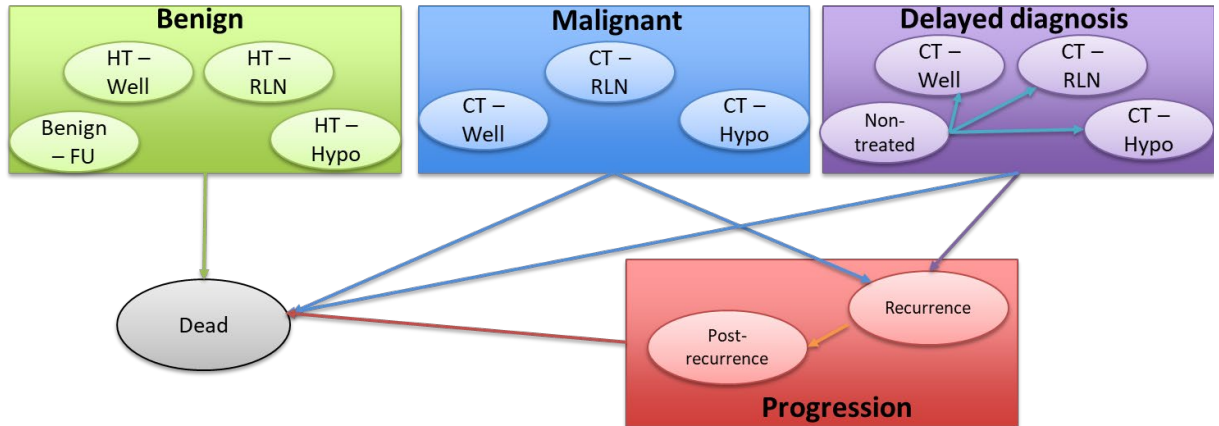 Benign
HT –
Well
HT –
RLN
Benign
– FU
HT –
Hypo
Malignant
CT –
RLN
CT –
Well
CT –
Hypo
Delayed diagnosis
CT –
Well
CT –
RLN
Non-
treated
CT –
Hypo
Dead
Recurrence
Post-
recurrence
Progression